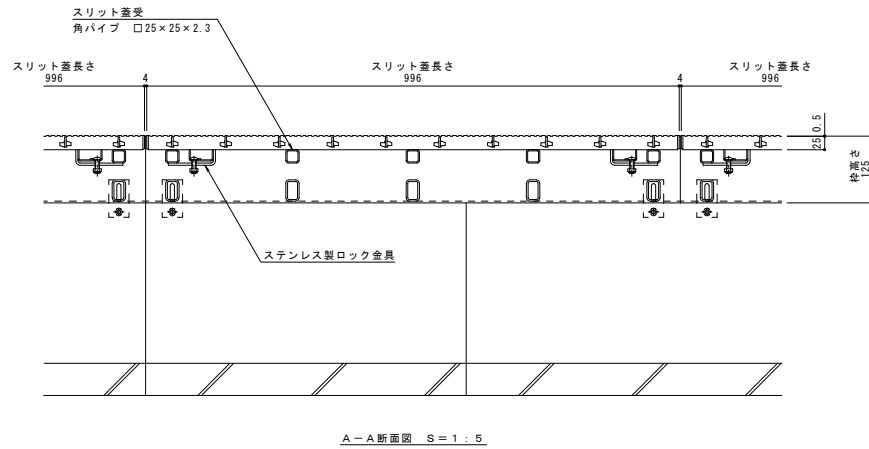 スリット蓋受
角パイプ □25×25×2.3
スリット蓋長さ
996
4
スリット蓋長さ
996
4
スリット蓋長さ
996
25
0.5
枠高さ
125
ステンレス製ロック金具
A-A断面図 S=1:5